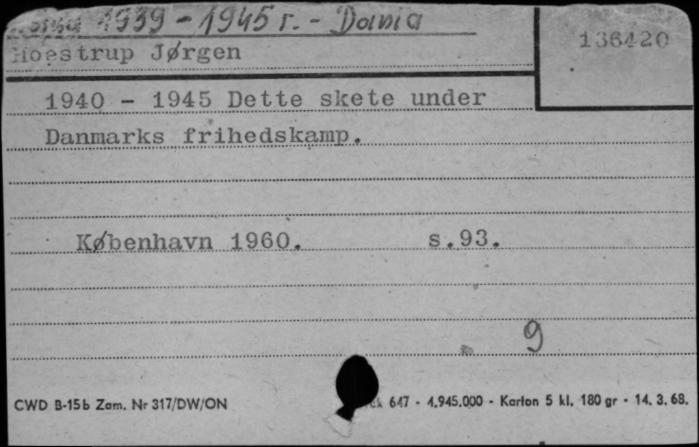 1939 - 1945 r. - Dania
136420
Hoestrup Jørgen
1940 - 1945 Dette skete under
Danmarks frihedskamp.
København 1960. s.93.
9
CWD B-15b Zam. Nr 317/DW/ON 647 - 4.945.000 - Karton 5 kl. 180 gr - 14. 3. 68.